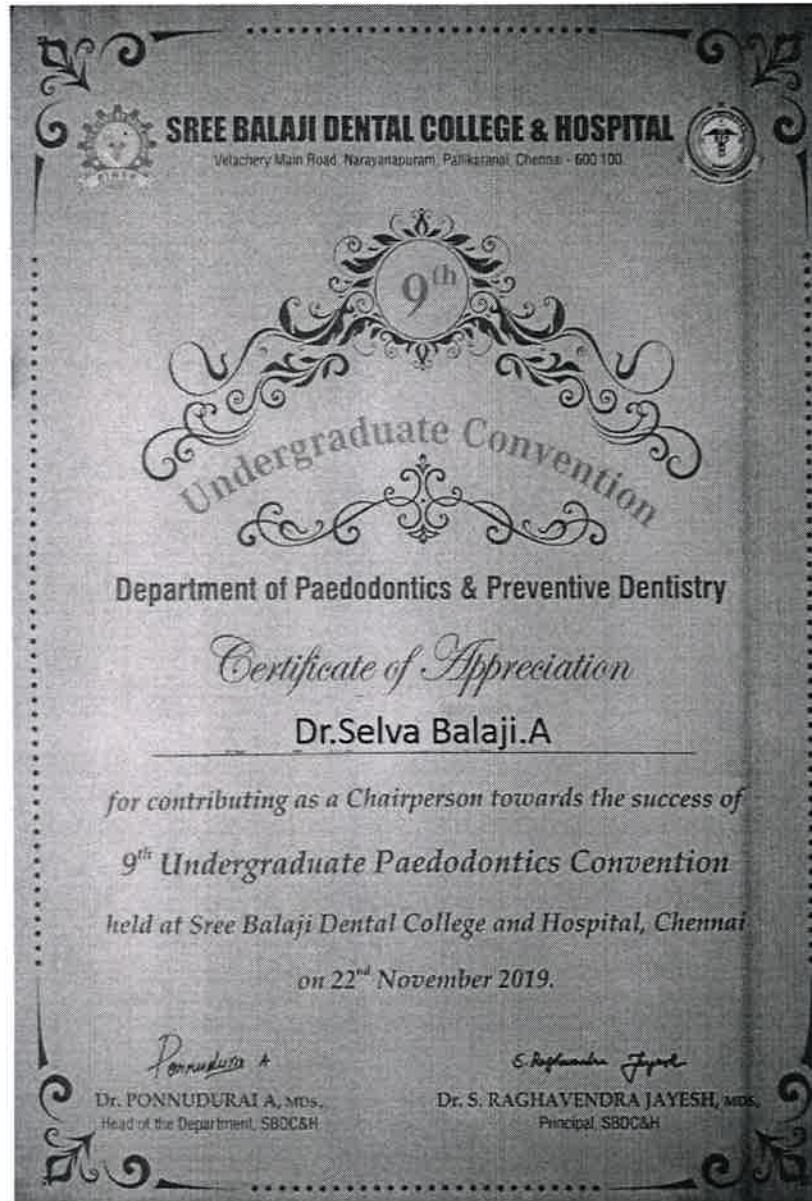 SREE BALAJI DENTAL COLLEGE & HOSPITAL
Velachery Main Road, Narayanapuram, Pallikaranai, Chennai - 600 100.
9th
Undergraduate Convention
Department of Paedodontics & Preventive Dentistry
Certificate of Appreciation
Dr.Selva Balaji.A
for contributing as a Chairperson towards the success of
9th Undergraduate Paedodontics Convention
held at Sree Balaji Dental College and Hospital, Chennai
on 22nd November 2019.
Ponnudurai A
S. Raghavendra Jayesh
Dr. PONNUDURAI A, MDS.,
Dr. S. RAGHAVENDRA JAYESH, MDS.,
Head of the Department, SBDC&H
Principal, SBDC&H